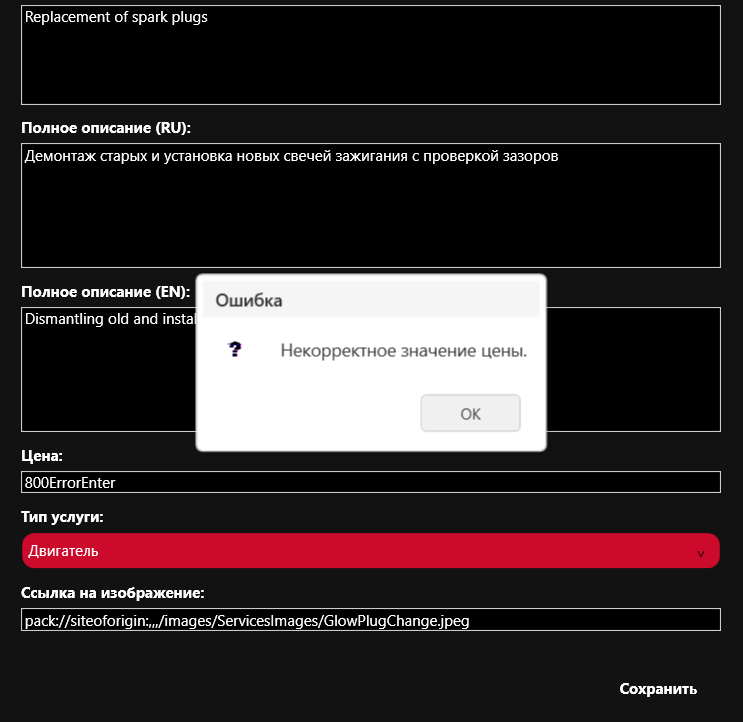 Replacement of spark plugs
Полное описание (RU):
Демонтаж старых и установка новых свечей зажигания с проверкой зазоров
Полное описание (EN):
Dismantling old and
Ошибка
?
Некорректное значение цены.
OK
Цена:
800ErrorEnter
Тип услуги:
Двигатель
Ссылка на изображение:
pack://siteoforigin:,,,/images/ServicesImages/GlowPlugChange.jpeg
Сохранить